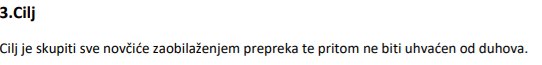 3.Cilj
Cilj je skupiti sve novčiće zaobilaženjem prepreka te pritom ne biti uhvaćen od duhova.